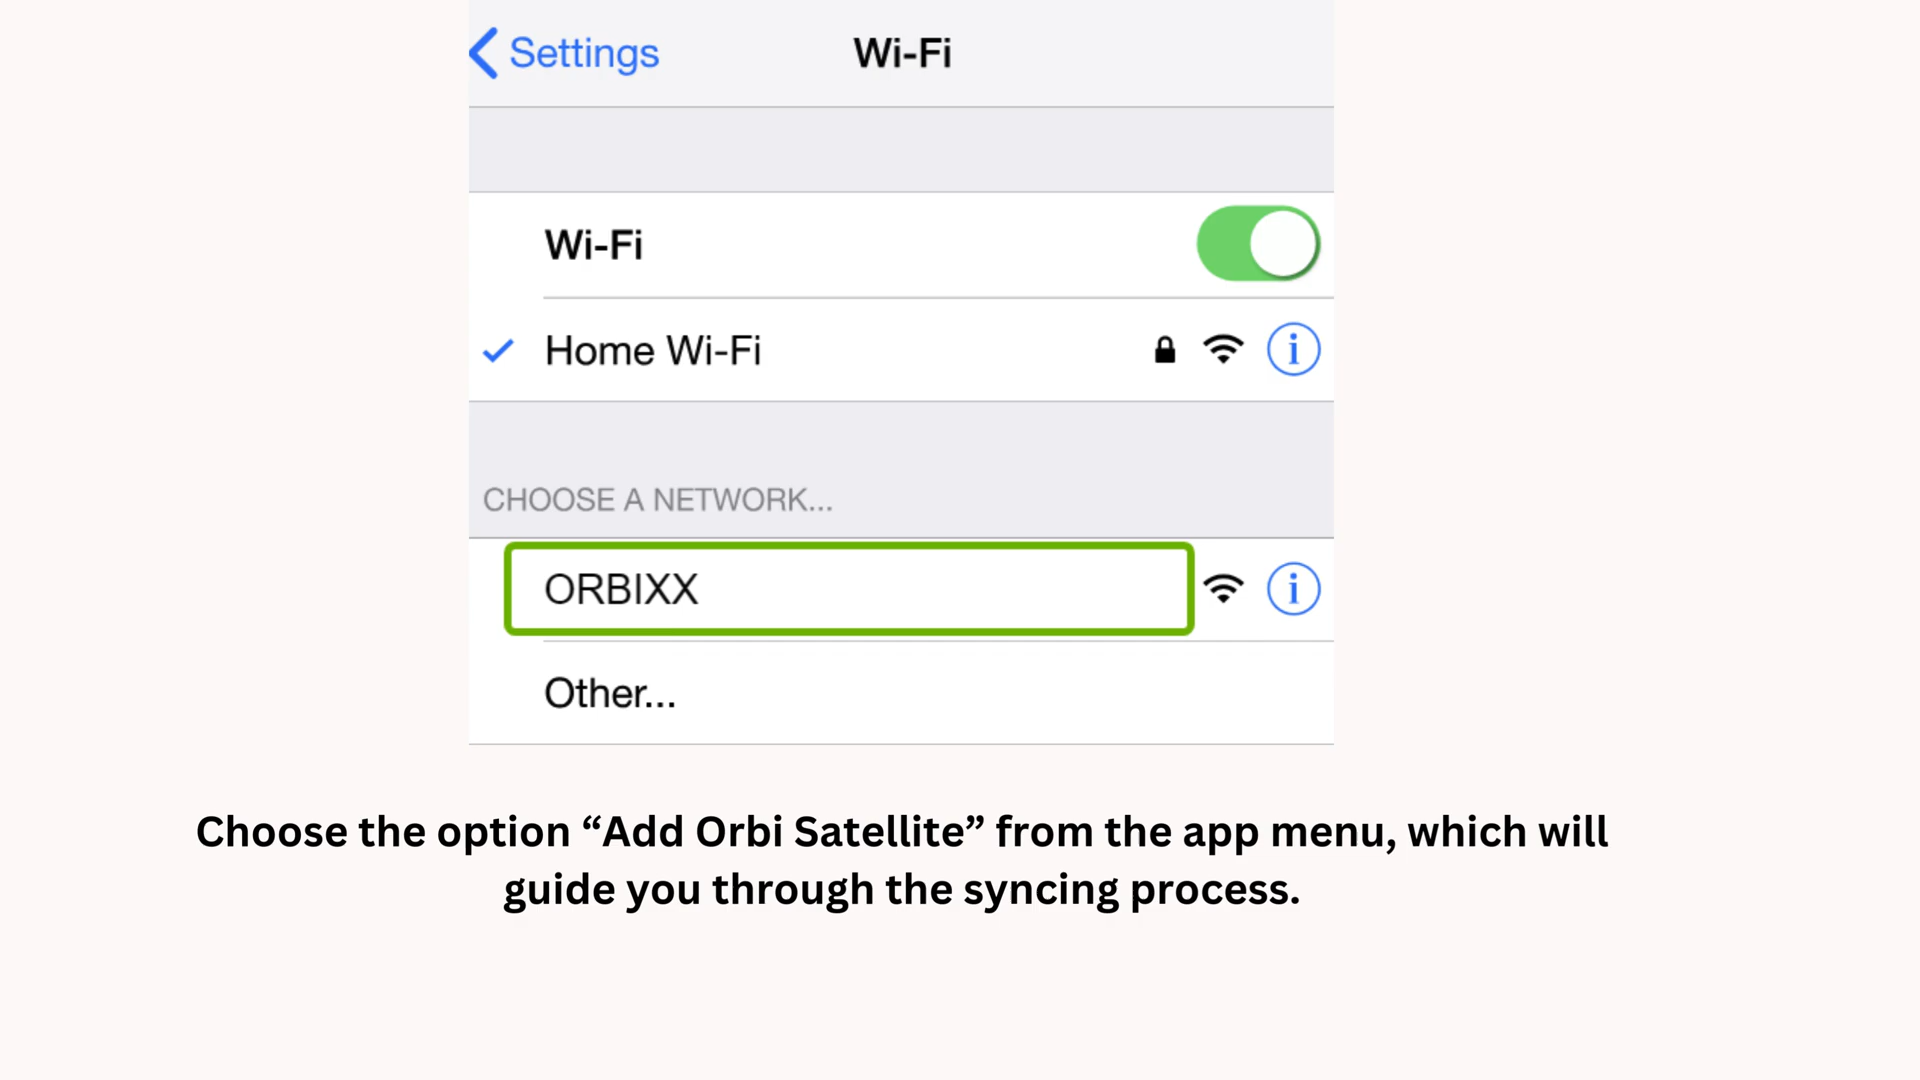 Settings
Wi-Fi
Wi-Fi
Home Wi-Fi
CHOOSE A NETWORK...
ORBIXX
Other...
Choose the option “Add Orbi Satellite” from the app menu, which will
guide you through the syncing process.